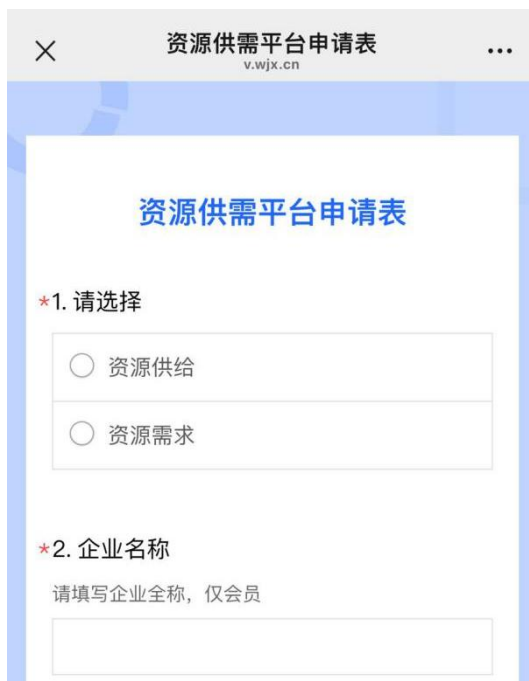 资源供需平台申请表
v.wjx.cn
资源供需平台申请表
*1. 请选择
资源供给
资源需求
*2. 企业名称
请填写企业全称，仅会员